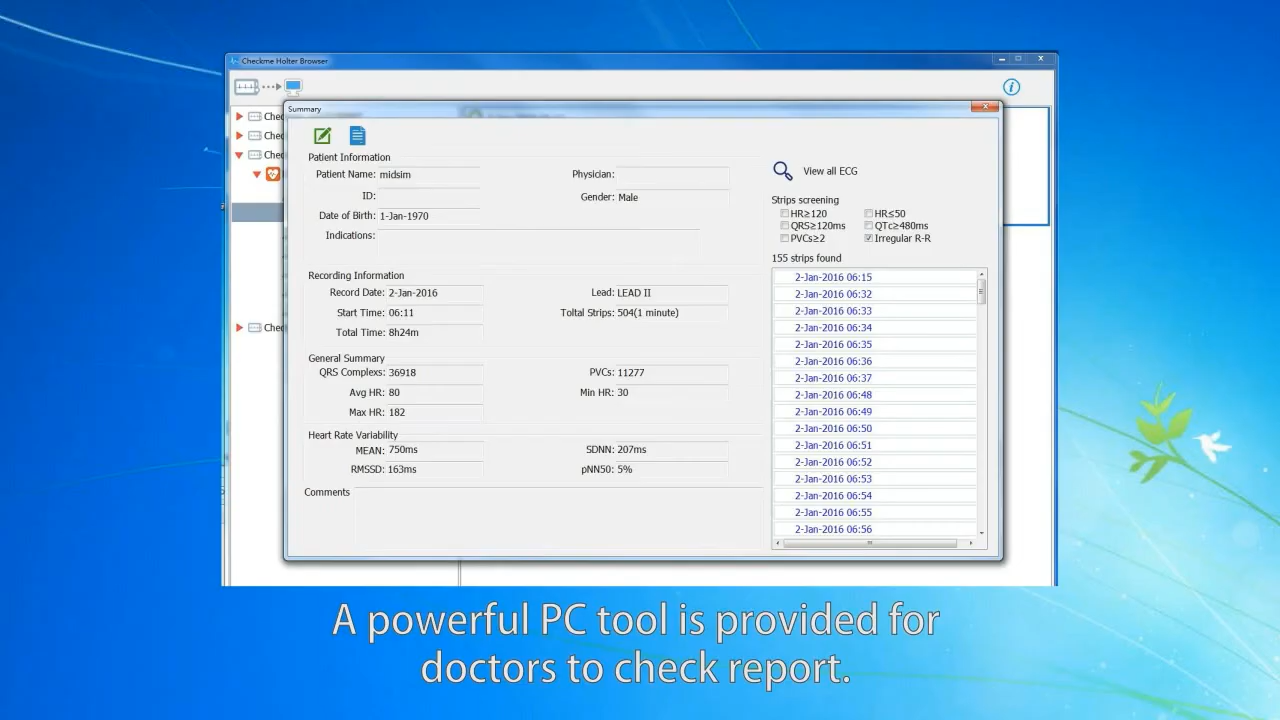 Checkme Holter Browser
Summary
Chec
Chec
Chec
Chec
Patient Information
Patient Name: midsim
Physician:
ID:
Gender: Male
Date of Birth: 1-Jan-1970
Indications:
Recording Information
Record Date: 2-Jan-2016
Lead: LEAD II
Start Time: 06:11
Toltal Strips: 504(1 minute)
Total Time: 8h24m
General Summary
QRS Complexs: 36918
PVCs: 11277
Avg HR: 80
Min HR: 30
Max HR: 182
Heart Rate Variability
MEAN: 750ms
SDNN: 207ms
RMSSD: 163ms
pNN50: 5%
Comments
View all ECG
Strips screening
HR≥120 HR≤50
QRS≥120ms QTc≥480ms
PVCs≥2 Irregular R-R
155 strips found
2-Jan-2016 06:15
2-Jan-2016 06:32
2-Jan-2016 06:33
2-Jan-2016 06:34
2-Jan-2016 06:35
2-Jan-2016 06:36
2-Jan-2016 06:37
2-Jan-2016 06:48
2-Jan-2016 06:49
2-Jan-2016 06:50
2-Jan-2016 06:51
2-Jan-2016 06:52
2-Jan-2016 06:53
2-Jan-2016 06:54
2-Jan-2016 06:55
2-Jan-2016 06:56
A powerful PC tool is provided for
doctors to check report.